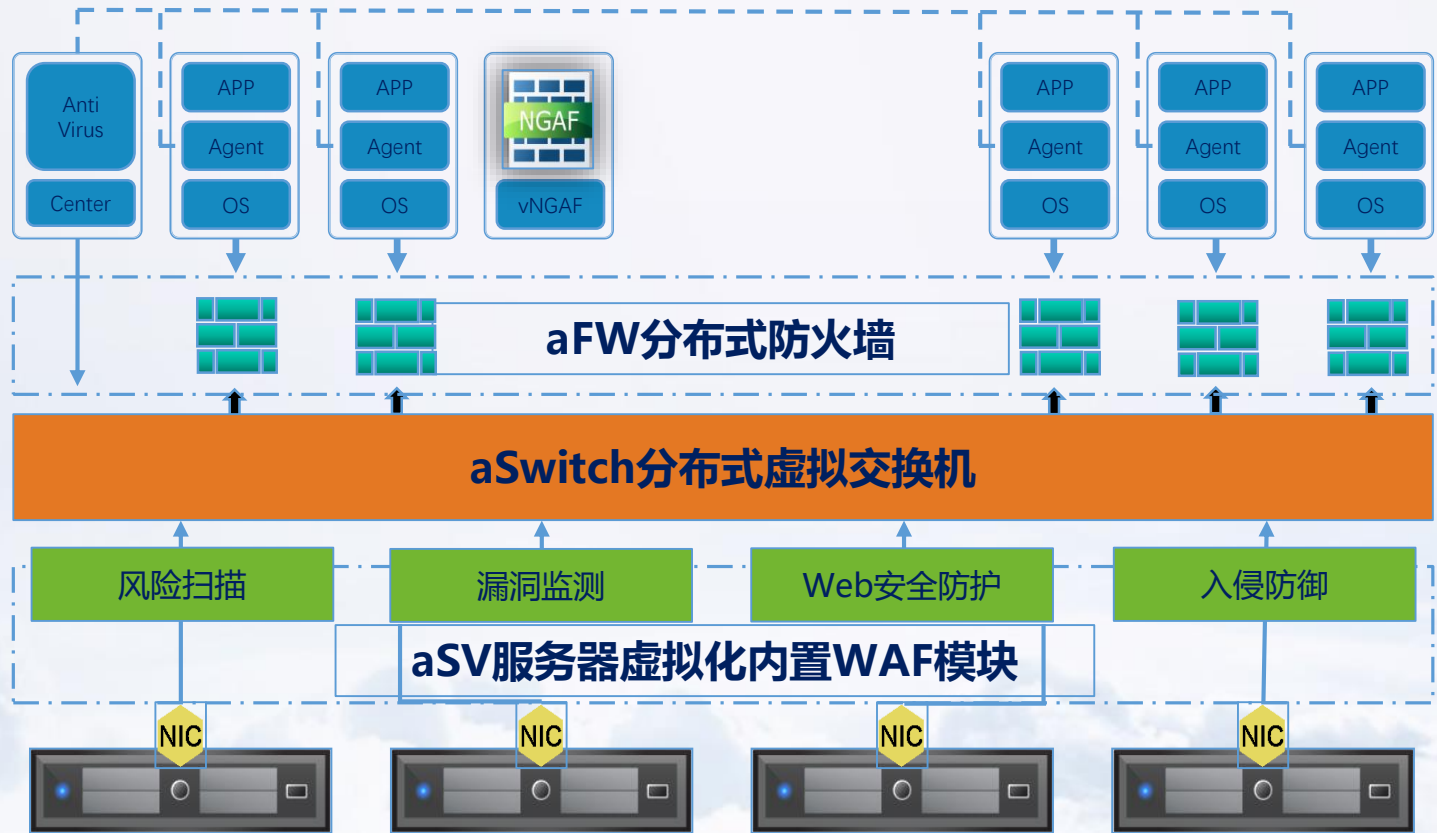 Anti
Virus
Center
APP
Agent
OS
APP
Agent
OS
NGAF
vNGAF
APP
Agent
OS
APP
Agent
OS
APP
Agent
OS
aFW分布式防火墙
aSwitch分布式虚拟交换机
风险扫描
漏洞监测
Web安全防护
入侵防御
aSV服务器虚拟化内置WAF模块
NIC
NIC
NIC
NIC